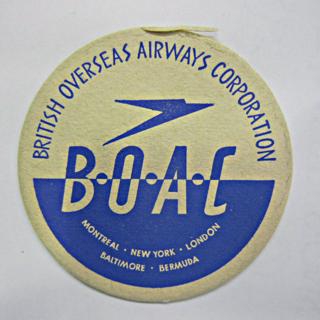 BRITISH OVERSEAS AIRWAYS CORPORATION
B·O·A·C
MONTREAL · NEW YORK · LONDON
BALTIMORE · BERMUDA